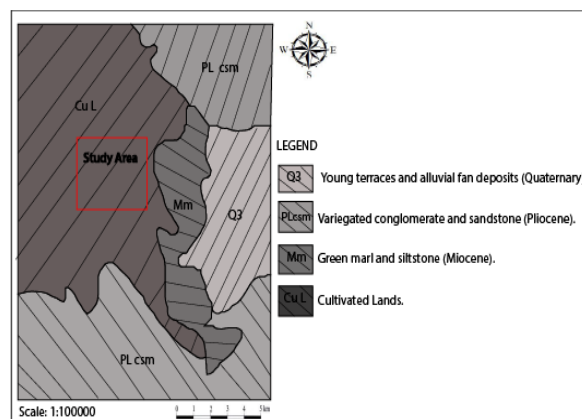 N
W E
S
PL csm
Cu L
Study Area
Mm
Q3
PL csm
LEGEND
Q3 Young terraces and alluvial fan deposits (Quaternary
PLcsm Variegated conglomerate and sandstone (Pliocene).
Mm Green marl and siltstone (Miocene).
Cu L Cultivated Lands.
Scale: 1:100000
0 1 2 3 4 5km